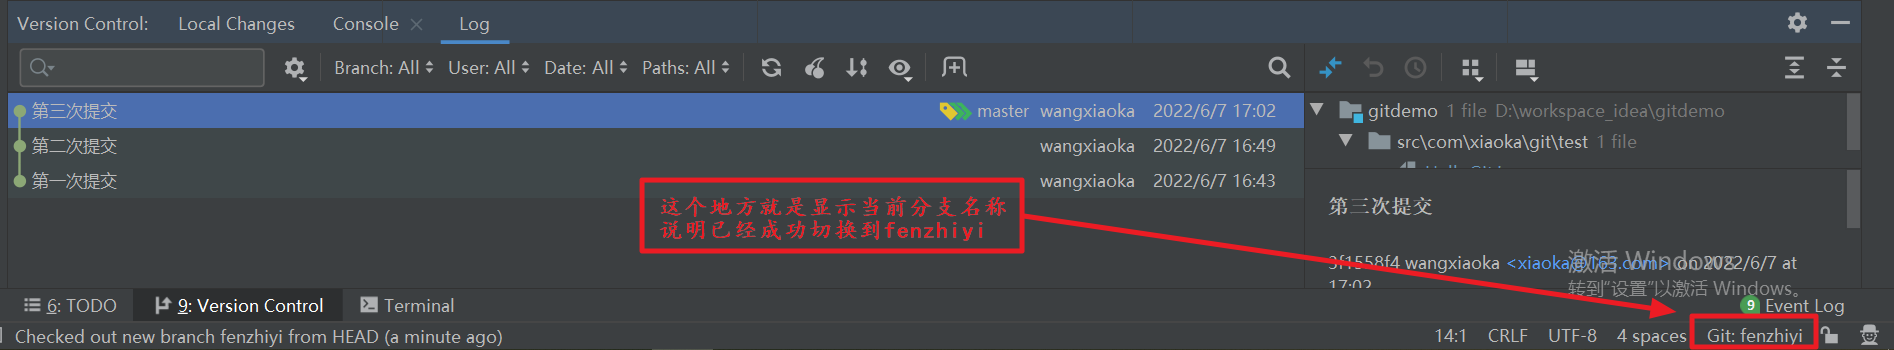 Version Control: Local Changes Console Log
Branch: All User: All Date: All Paths: All
第三次提交 master wangxiaoka 2022/6/7 17:02
第二次提交 wangxiaoka 2022/6/7 16:49
第一次提交 wangxiaoka 2022/6/7 16:43
这个地方就是显示当前分支名称
说明已经成功切换到fenzhiyi
gitdemo 1 file D:\workspace_idea\gitdemo
src\com\xiaoka\git\test 1 file
第三次提交
3f1558f4 wangxiaoka <xiaoka@163.com> on 2022/6/7 at
17:02
激活 Windows
转到“设置”以激活 Windows。
6: TODO 9: Version Control Terminal 9 Event Log
Checked out new branch fenzhiyi from HEAD (a minute ago) 14:1 CRLF UTF-8 4 spaces Git: fenzhiyi